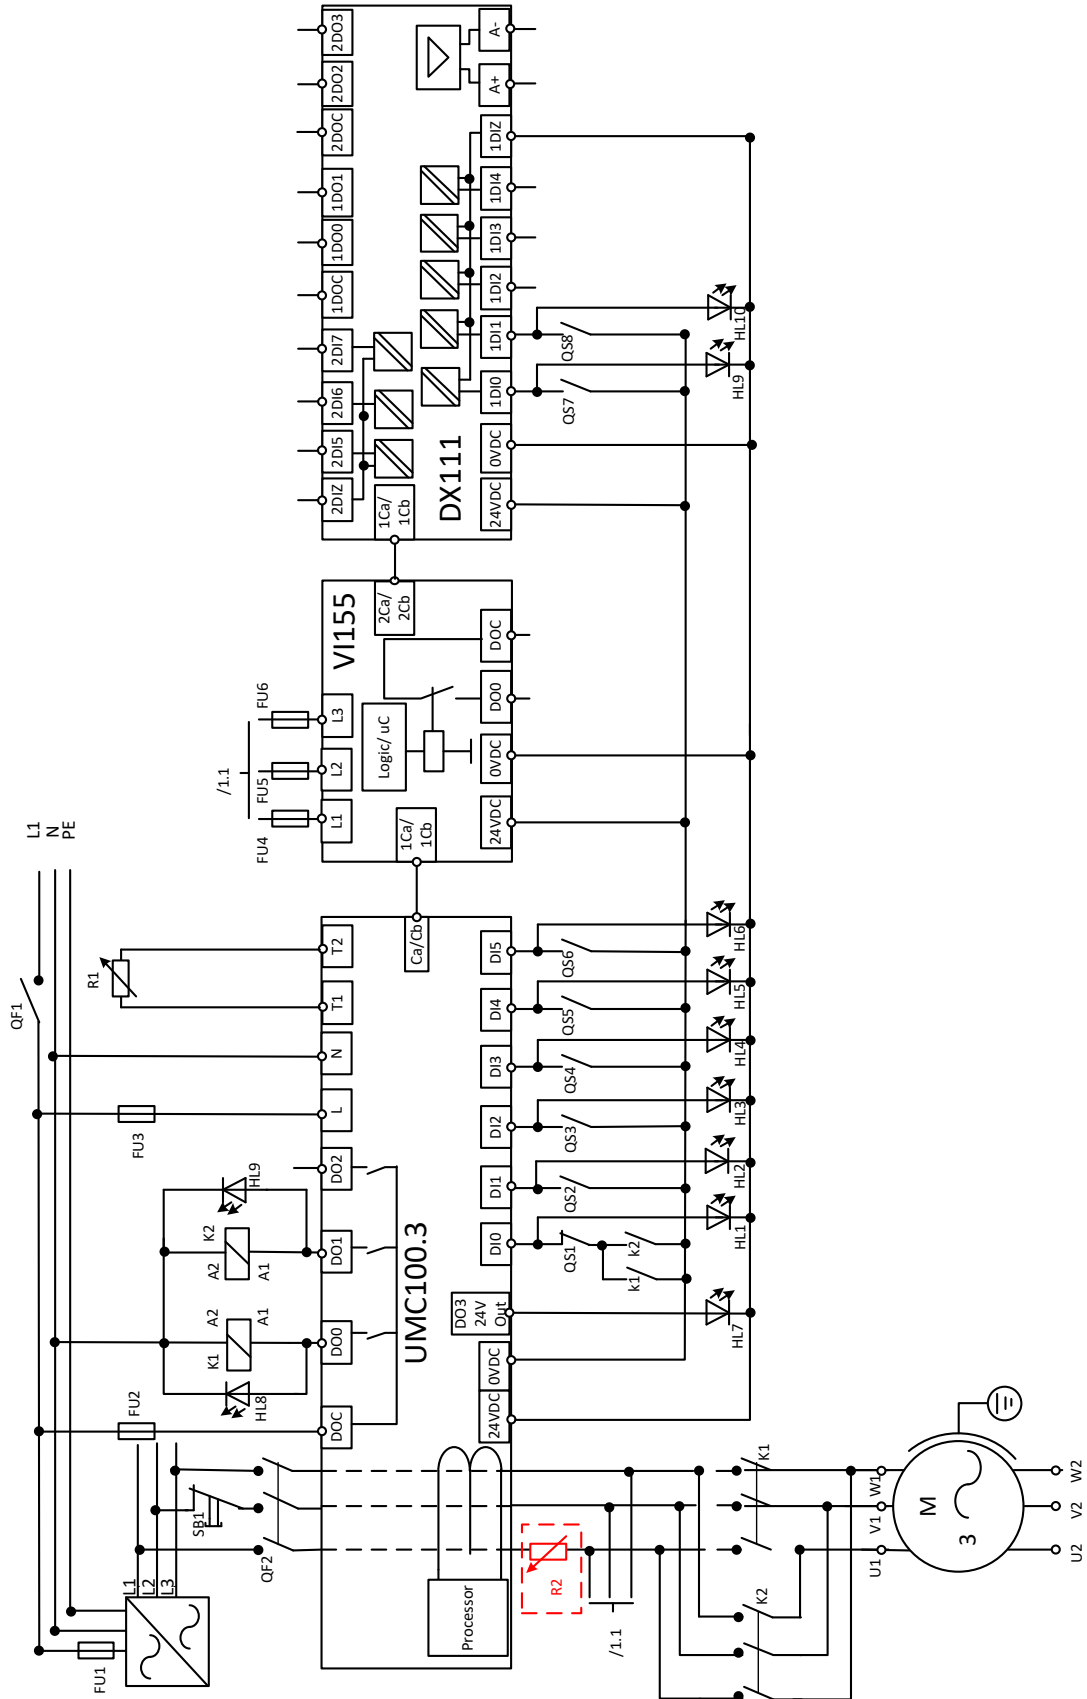 2DO3
2DO2
2DOC
1DO1
1DO0
1DOC
2DI7
2DI6
2DI5
2DIZ
A-
A+
1DIZ
1DI4
1DI3
1DI2
1DI1
1DI0
0VDC
24VDC
1Ca/
1Cb
DX111
QS8
QS7
HL10
HL9
VI155
2Ca/
2Cb
DOC
DO0
0VDC
24VDC
Logic/ uC
1Ca/
1Cb
L3
L2
L1
FU6
FU5
FU4
/1.1
L1
N
PE
QF1
R1
T2
T1
N
L
DO2
DO1
DO0
DOC
Ca/Cb
UMC100.3
DI5
DI4
DI3
DI2
DI1
DI0
DO3
24V
Out
0VDC
24VDC
FU3
HL9
K2
A2
A1
A2
A1
K1
HL8
FU2
QS6
QS5
QS4
QS3
QS2
QS1
k2
k1
HL6
HL5
HL4
HL3
HL2
HL1
HL7
SB1
QF2
L1
L2
L3
FU1
Processor
R2
/1.1
K1
K2
W1
V1
U1
M
3
W2
V2
U2